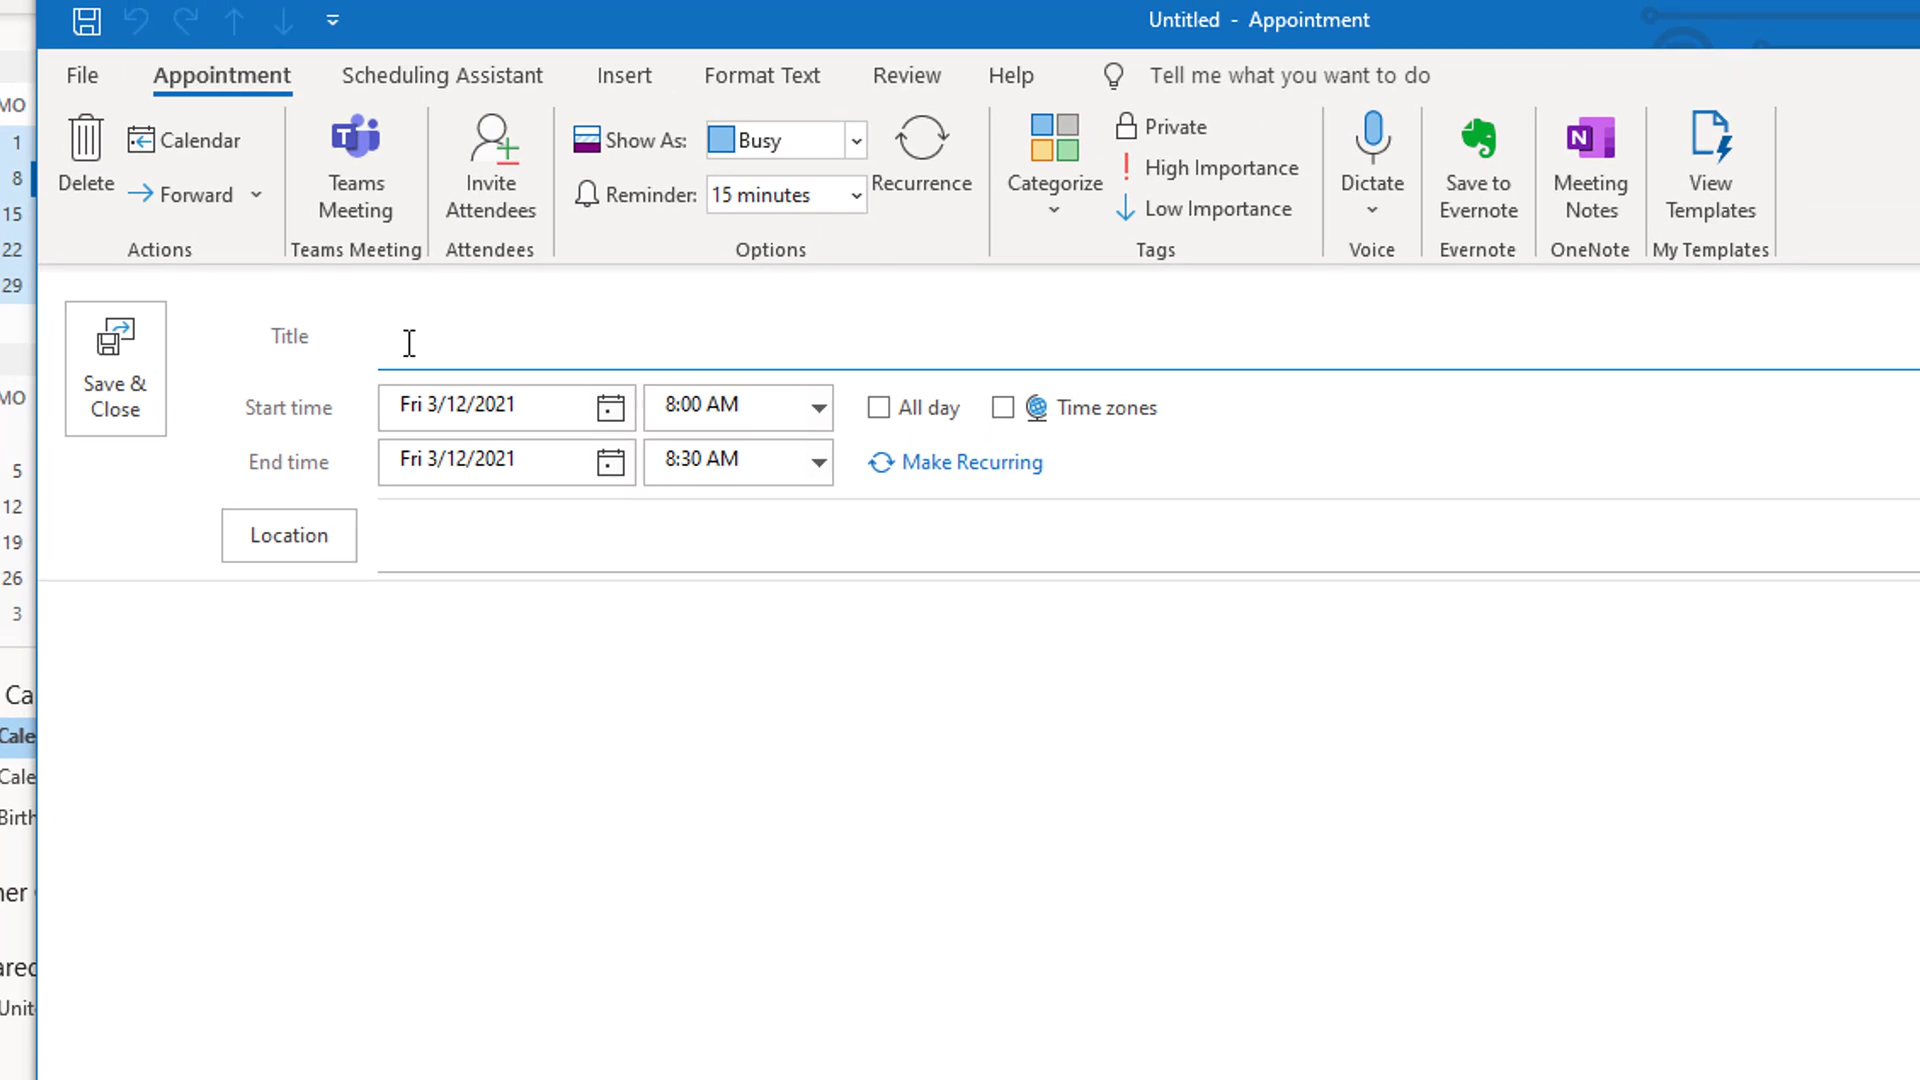 Untitled - Appointment
File Appointment Scheduling Assistant Insert Format Text Review Help Tell me what you want to do
Delete
Calendar
Forward
Actions
Teams
Meeting
Teams Meeting
Invite
Attendees
Attendees
Show As: Busy
Reminder: 15 minutes
Recurrence
Options
Categorize
Private
High Importance
Low Importance
Tags
Dictate
Voice
Save to
Evernote
Evernote
N
Meeting
Notes
OneNote
View
Templates
My Templates
T
Save &
Close
Title
Start time Fri 3/12/2021 8:00 AM All day Time zones
End time Fri 3/12/2021 8:30 AM Make Recurring
Location
MO
1
8
15
22
29
MO
5
12
19
26
3
Ca
Cale
Cale
Birth
ner
ared
Unit